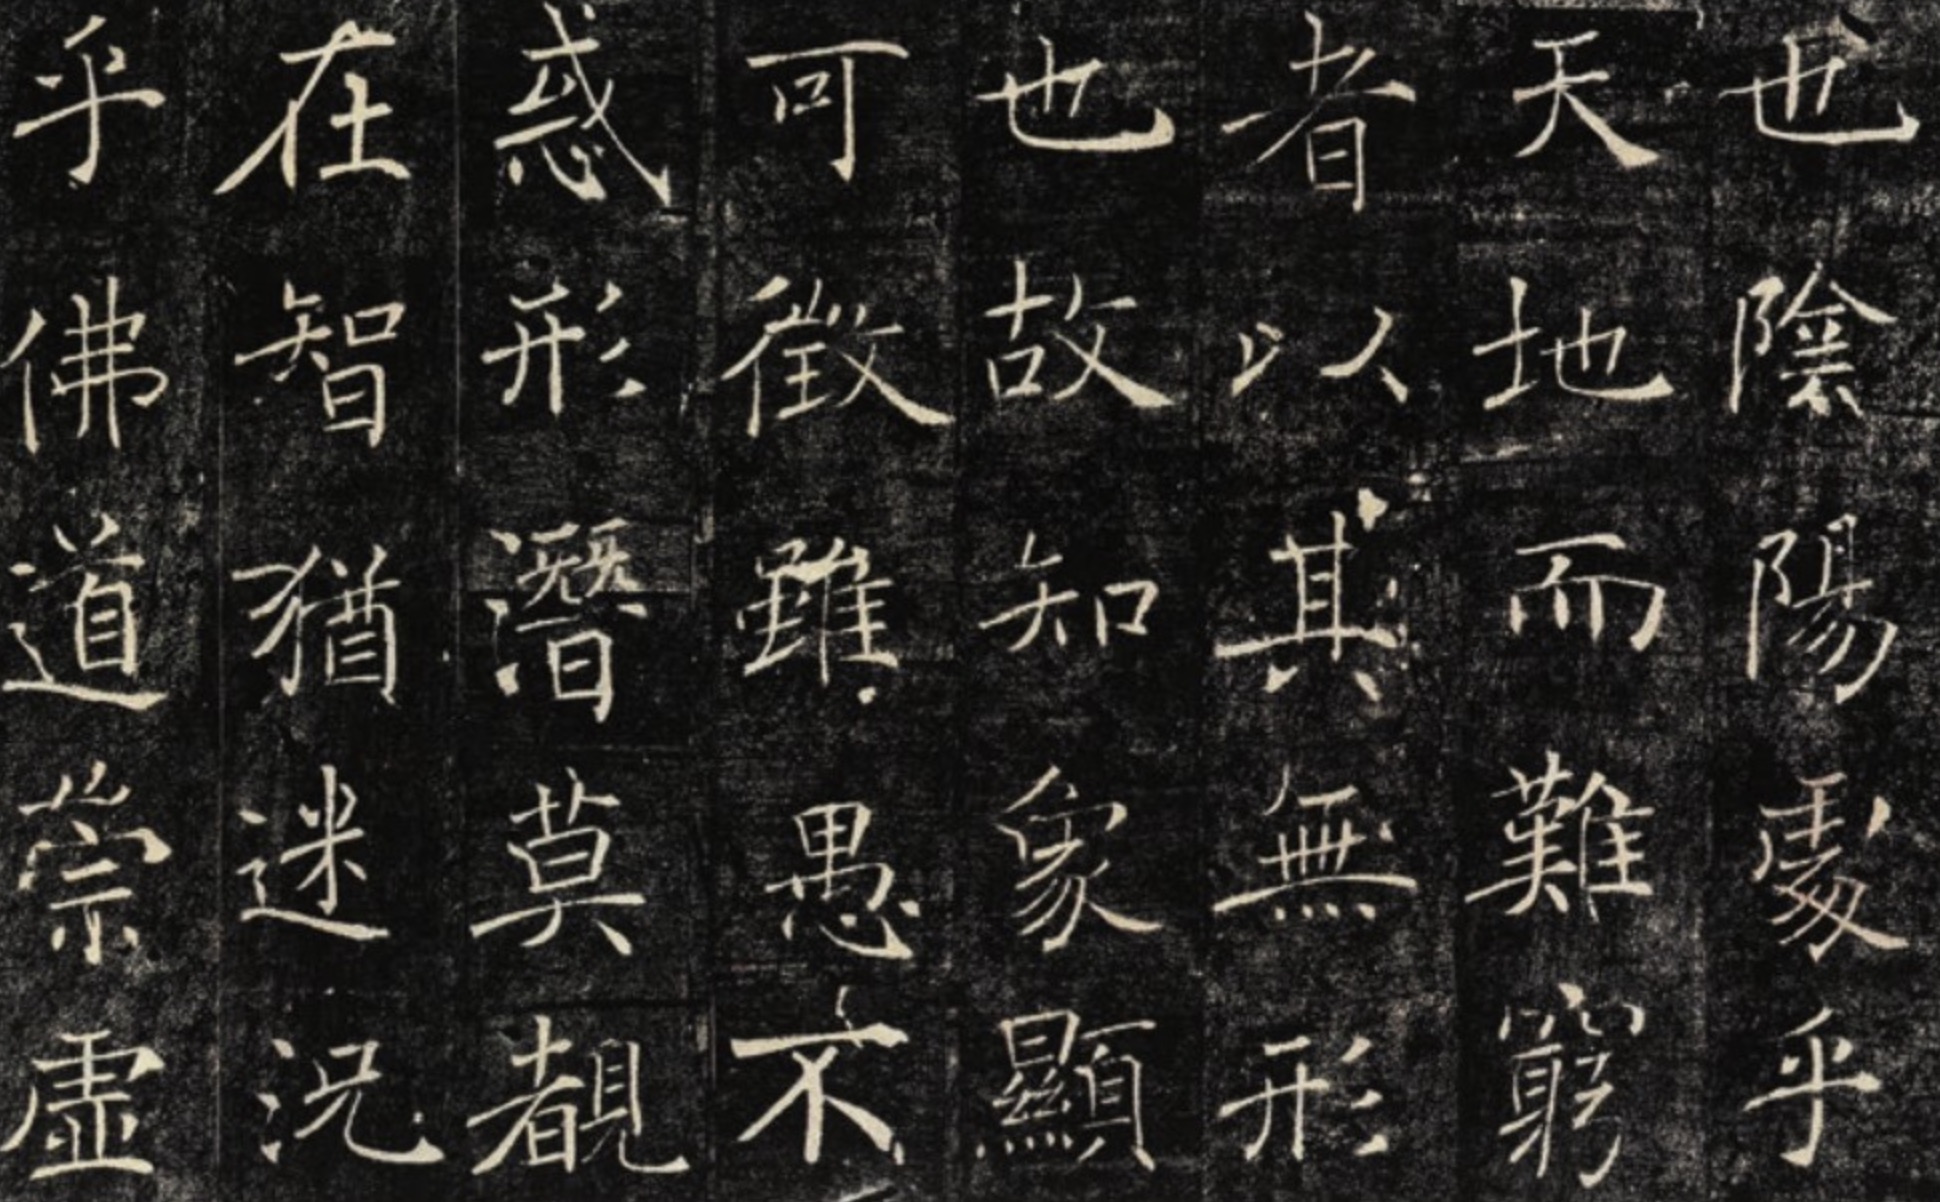 也陰陽處乎
天地而難窮
者以其無形
也故知象顯
可徵雖愚不
惑形潛莫覩
在智猶迷況
乎佛道崇虛